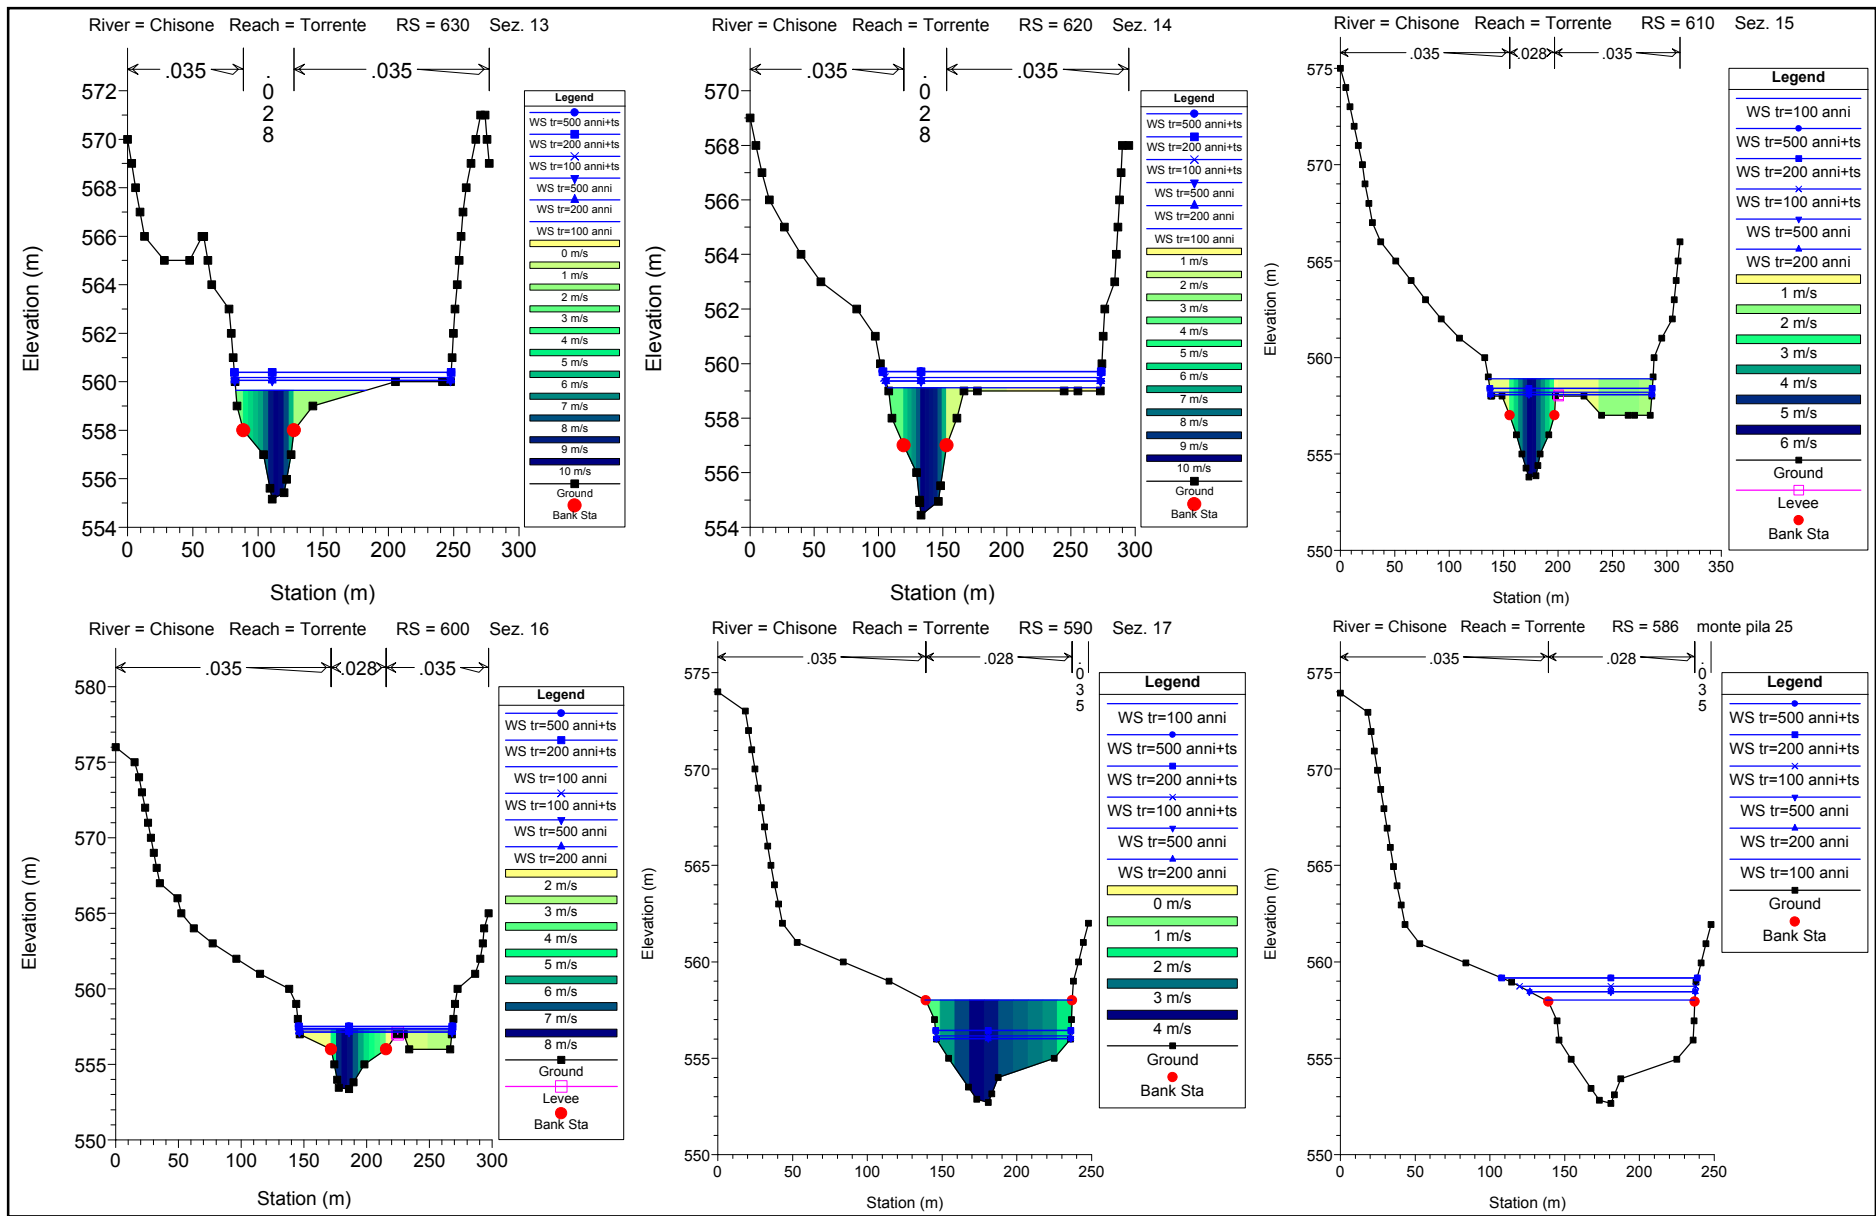 River = Chisone Reach = Torrente RS = 630 Sez. 13
.035 .028 .035
Elevation (m)
572
570
568
566
564
562
560
558
556
554
0 50 100 150 200 250 300
Station (m)
Legend
WS tr=500 anni+ts
WS tr=200 anni+ts
WS tr=100 anni+ts
WS tr=500 anni
WS tr=200 anni
WS tr=100 anni
0 m/s
1 m/s
2 m/s
3 m/s
4 m/s
5 m/s
6 m/s
7 m/s
8 m/s
9 m/s
10 m/s
Ground
Bank Sta
River = Chisone Reach = Torrente RS = 620 Sez. 14
.035 .028 .035
Elevation (m)
570
568
566
564
562
560
558
556
554
0 50 100 150 200 250 300
Station (m)
Legend
WS tr=500 anni+ts
WS tr=200 anni+ts
WS tr=100 anni+ts
WS tr=500 anni
WS tr=200 anni
WS tr=100 anni
1 m/s
2 m/s
3 m/s
4 m/s
5 m/s
6 m/s
7 m/s
8 m/s
9 m/s
10 m/s
Ground
Bank Sta
River = Chisone Reach = Torrente RS = 610 Sez. 15
.035 .028 .035
Elevation (m)
575
570
565
560
555
550
0 50 100 150 200 250 300 350
Station (m)
Legend
WS tr=100 anni
WS tr=500 anni+ts
WS tr=200 anni+ts
WS tr=100 anni+ts
WS tr=500 anni
WS tr=200 anni
1 m/s
2 m/s
3 m/s
4 m/s
5 m/s
6 m/s
Ground
Levee
Bank Sta
River = Chisone Reach = Torrente RS = 600 Sez. 16
.035 .028 .035
Elevation (m)
580
575
570
565
560
555
550
0 50 100 150 200 250 300
Station (m)
Legend
WS tr=500 anni+ts
WS tr=200 anni+ts
WS tr=100 anni
WS tr=100 anni+ts
WS tr=500 anni
WS tr=200 anni
2 m/s
3 m/s
4 m/s
5 m/s
6 m/s
7 m/s
8 m/s
Ground
Levee
Bank Sta
River = Chisone Reach = Torrente RS = 590 Sez. 17
.035 .028 .035
Elevation (m)
575
570
565
560
555
550
0 50 100 150 200 250
Station (m)
Legend
WS tr=100 anni
WS tr=500 anni+ts
WS tr=200 anni+ts
WS tr=100 anni+ts
WS tr=500 anni
WS tr=200 anni
0 m/s
1 m/s
2 m/s
3 m/s
4 m/s
Ground
Bank Sta
River = Chisone Reach = Torrente RS = 586 monte pila 25
.035 .028 .035
Elevation (m)
575
570
565
560
555
550
0 50 100 150 200 250
Station (m)
Legend
WS tr=500 anni+ts
WS tr=200 anni+ts
WS tr=100 anni+ts
WS tr=500 anni
WS tr=200 anni
WS tr=100 anni
Ground
Bank Sta